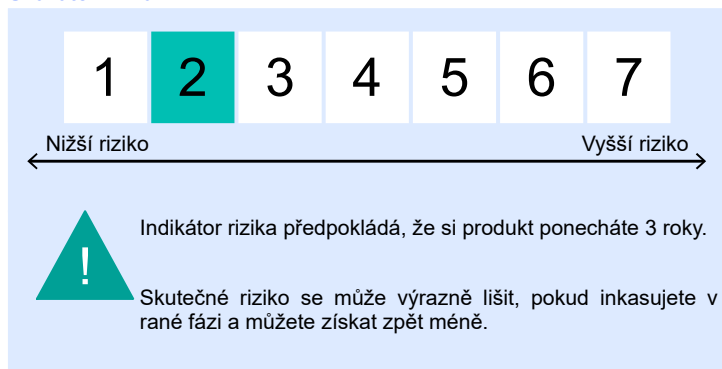 1 2 3 4 5 6 7
Nižší riziko Vyšší riziko
!
Indikátor rizika předpokládá, že si produkt ponecháte 3 roky.
Skutečné riziko se může výrazně lišit, pokud inkasujete v
rané fázi a můžete získat zpět méně.